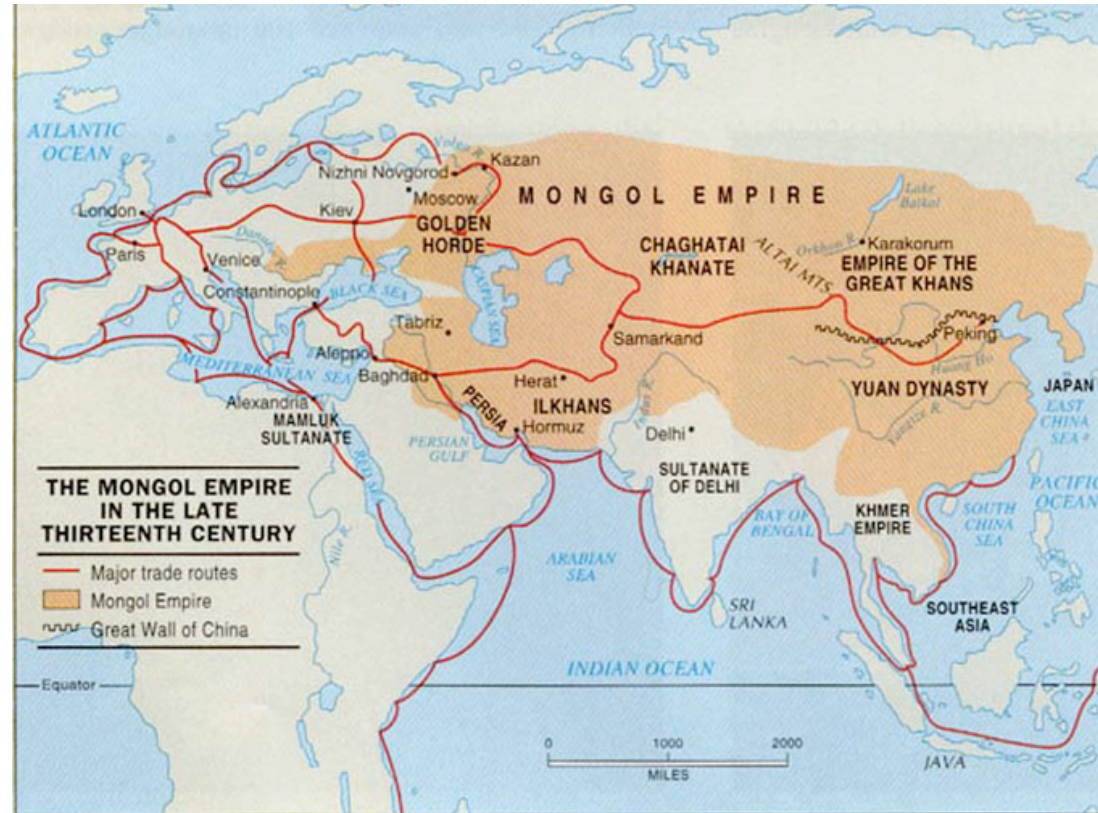 ATLANTIC
OCEAN
Nizhni Novgorod
Volga R.
Kazan
Moscow
MONGOL EMPIRE
Lake
Baikal
London
Kiev
GOLDEN
HORDE
CHAGHATAI
KHANATE
ALTAI MTS
Orkhon R.
Karakorum
EMPIRE OF THE
GREAT KHANS
Paris
Danube R.
Venice
Constantinople
BLACK SEA
CASPIAN SEA
Tabriz
Samarkand
Peking
Huang Ho
Aleppo
MEDITERRANEAN SEA
Baghdad
Herat
ILKHANS
PERSIA
Hormuz
Indus R.
YUAN DYNASTY
Yangtze R.
JAPAN
EAST
CHINA
SEA
Alexandria
MAMLUK
SULTANATE
PERSIAN
GULF
RED SEA
Delhi
SULTANATE
OF DELHI
PACIFIC
OCEAN
KHMER
EMPIRE
SOUTH
CHINA
SEA
BAY OF
BENGAL
THE MONGOL EMPIRE
IN THE LATE
THIRTEENTH CENTURY
Major trade routes
Mongol Empire
Great Wall of China
Nile R.
ARABIAN
SEA
SRI
LANKA
SOUTHEAST
ASIA
INDIAN OCEAN
Equator
0 1000 2000
MILES
JAVA